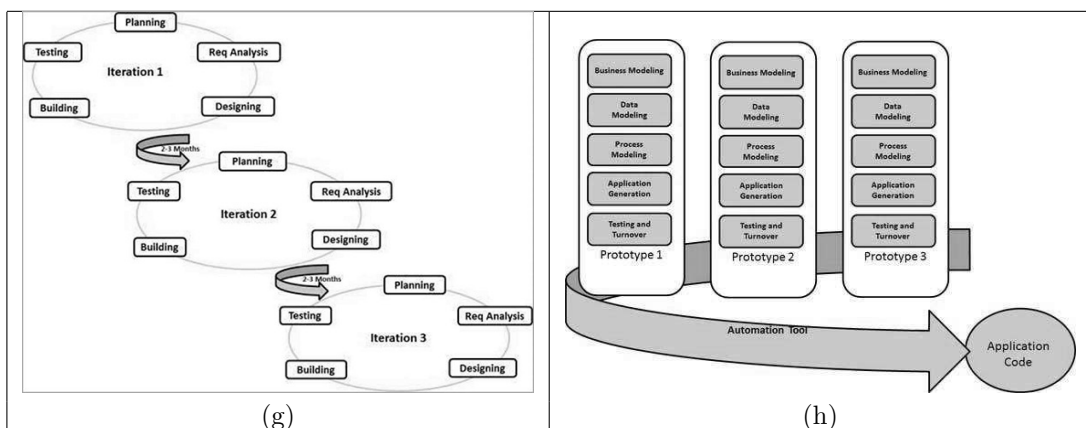 Planning
Testing
Req Analysis
Iteration 1
Building
Designing
2-3 Months
Planning
Testing
Req Analysis
Iteration 2
Building
Designing
2-3 Months
Planning
Testing
Req Analysis
Iteration 3
Building
Designing
(g)
Business Modeling
Data
Modeling
Process
Modeling
Application
Generation
Testing and
Turnover
Prototype 1
Business Modeling
Data
Modeling
Process
Modeling
Application
Generation
Testing and
Turnover
Prototype 2
Business Modeling
Data
Modeling
Process
Modeling
Application
Generation
Testing and
Turnover
Prototype 3
Automation Tool
Application
Code
(h)